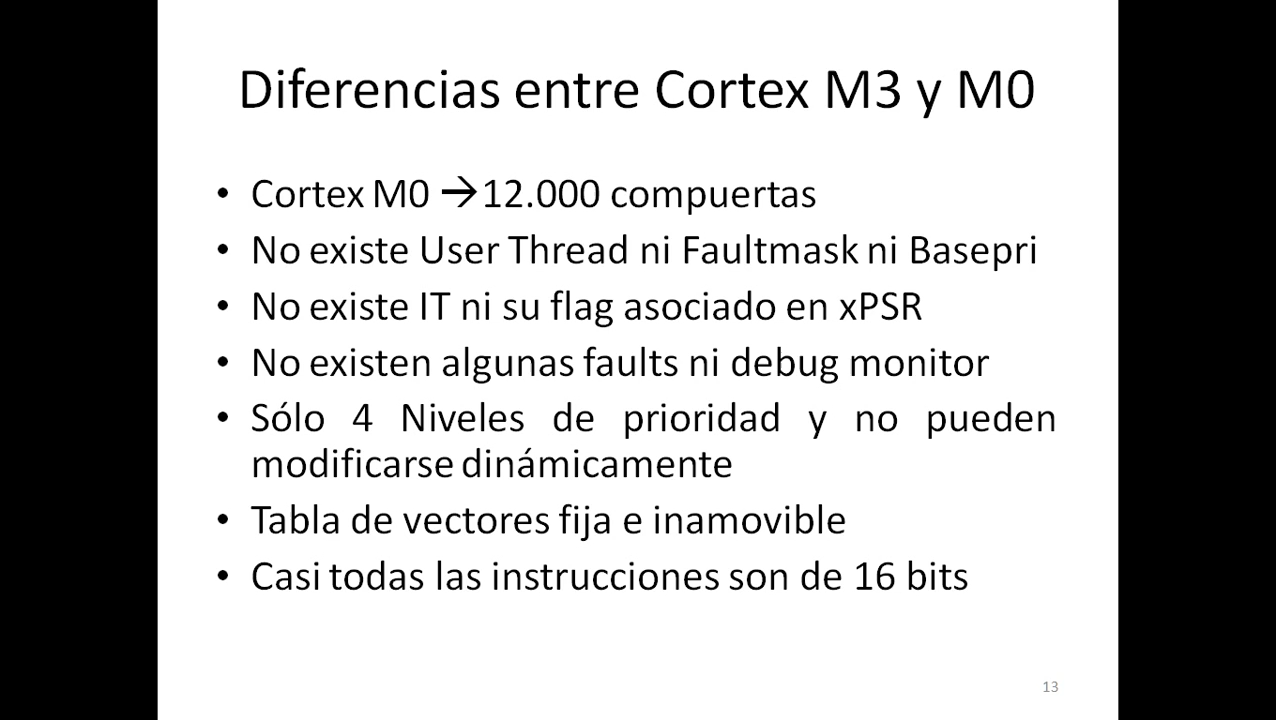 Diferencias entre Cortex M3 y M0
• Cortex M0 →12.000 compuertas
• No existe User Thread ni Faultmask ni Basepri
• No existe IT ni su flag asociado en xPSR
• No existen algunas faults ni debug monitor
• Sólo 4 Niveles de prioridad y no pueden
modificarse dinámicamente
• Tabla de vectores fija e inamovible
• Casi todas las instrucciones son de 16 bits
13